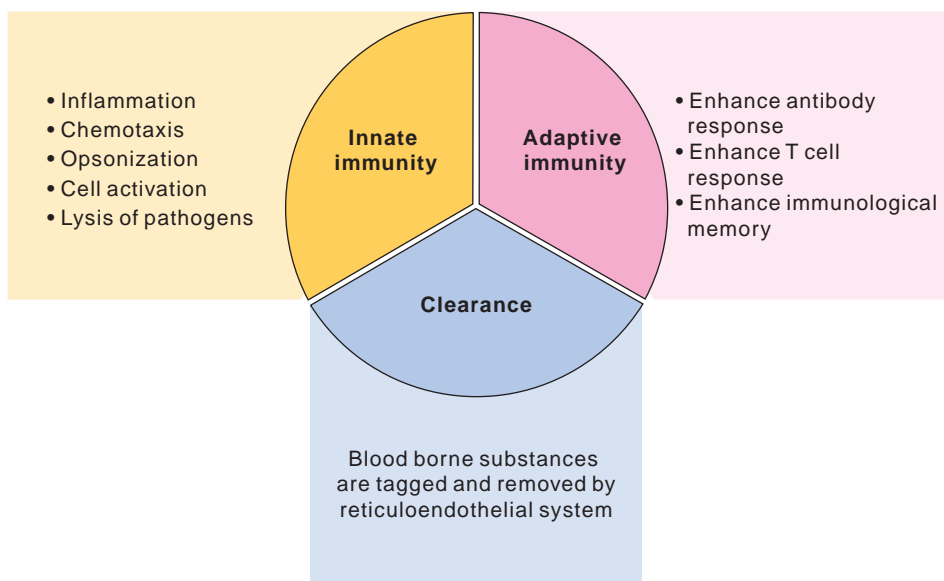 • Inflammation
• Chemotaxis
• Opsonization
• Cell activation
• Lysis of pathogens
Innate
immunity
Adaptive
immunity
• Enhance antibody
response
• Enhance T cell
response
• Enhance immunological
memory
Clearance
Blood borne substances
are tagged and removed by
reticuloendothelial system